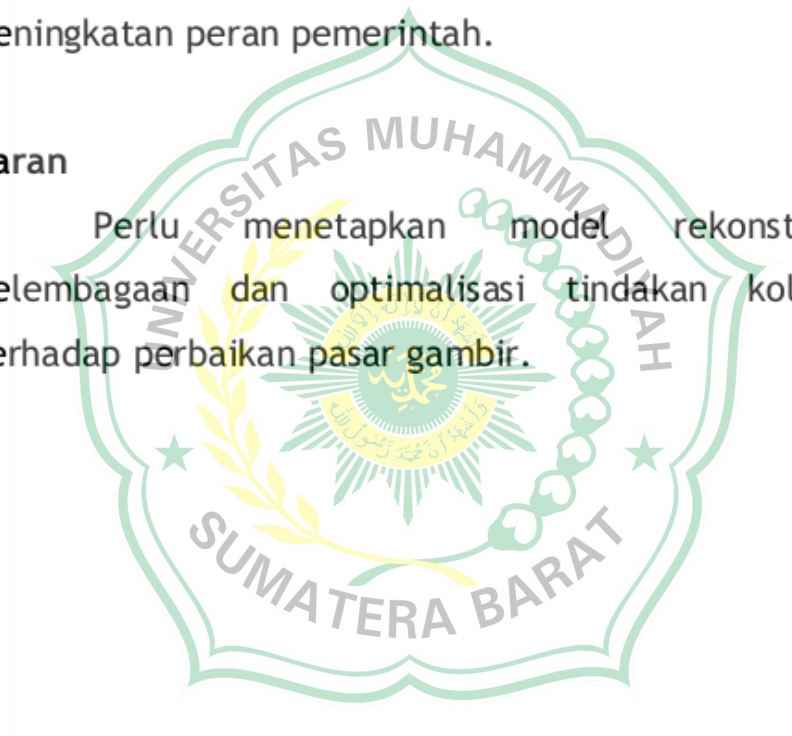 eningkatan peran pemerintah.
aran
Perlu menetapkan model rekonst
elembagaan dan optimalisasi tindakan kol
erhadap perbaikan pasar gambir.
UNIVERSITAS MUHAMMADIYAH
SUMATERA BARAT